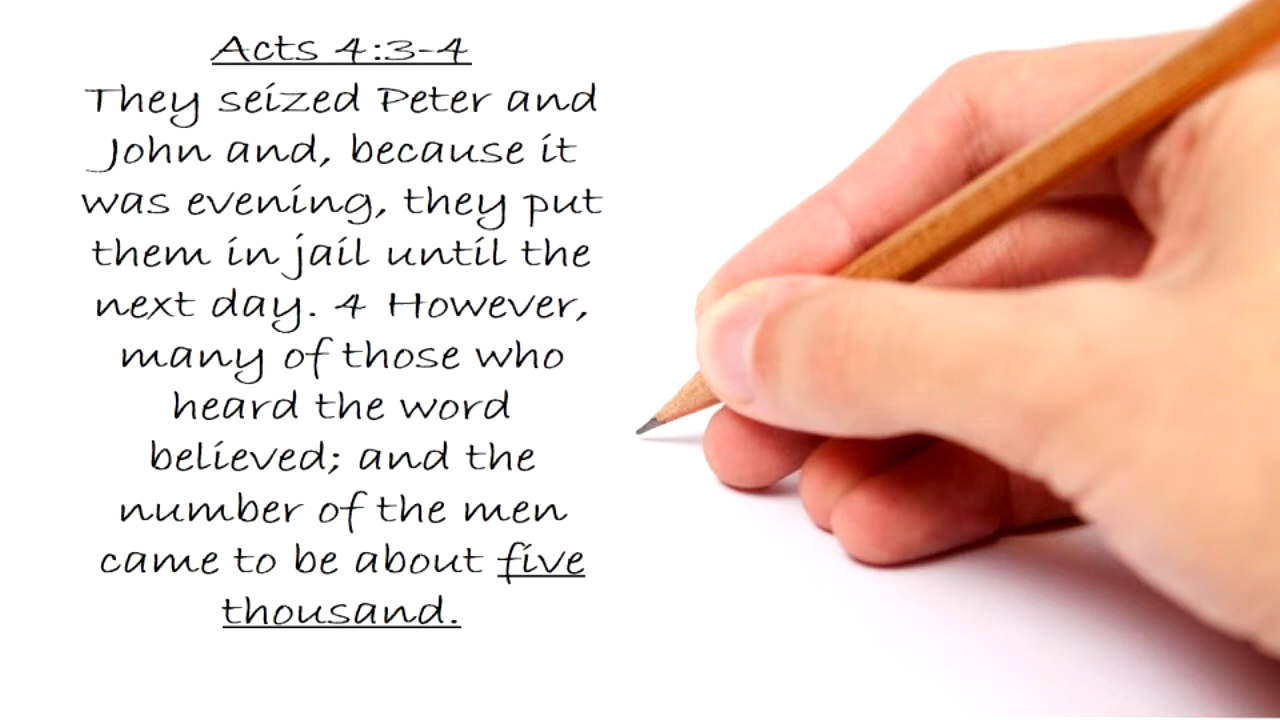 Acts 4:3-4
They seized Peter and
John and, because it
was evening, they put
them in jail until the
next day. 4 However,
many of those who
heard the word
believed; and the
number of the men
came to be about five
thousand.